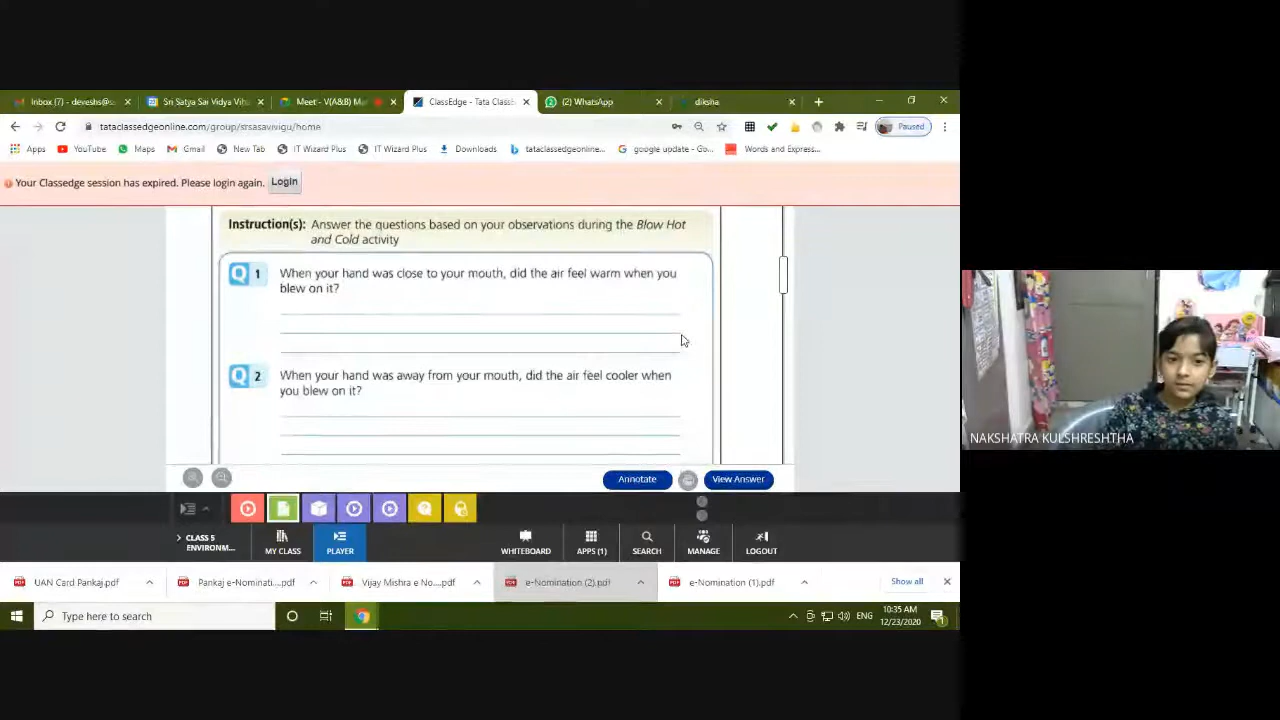 Inbox (7) - devesh@s
Sri Satya Sai Vidya Viha
Meet - V(A&B) Ma
ClassEdge - Tata ClassE
(2) WhatsApp
diksha
tataclassedgeonline.com/group/srsasavivigu/home
Paused
Apps
YouTube
Maps
Gmail
New Tab
IT Wizard Plus
IT Wizard Plus
Downloads
tataclassedgeonline...
google update - Go...
Words and Express...
Your Classedge session has expired. Please login again. Login
Instruction(s): Answer the questions based on your observations during the Blow Hot
and Cold activity
Q 1 When your hand was close to your mouth, did the air feel warm when you
blew on it?
Q 2 When your hand was away from your mouth, did the air feel cooler when
you blew on it?
NAKSHATRA KULSHRESHTHA
Annotate
View Answer
CLASS 5
ENVIRONM...
MY CLASS
PLAYER
WHITEBOARD
APPS (1)
SEARCH
MANAGE
LOGOUT
UAN Card Pankaj.pdf
Pankaj e-Nominati....pdf
Vijay Mishra e No....pdf
e-Nomination (2).pdf
e-Nomination (1).pdf
Show all
Type here to search
ENG
10:35 AM
12/23/2020